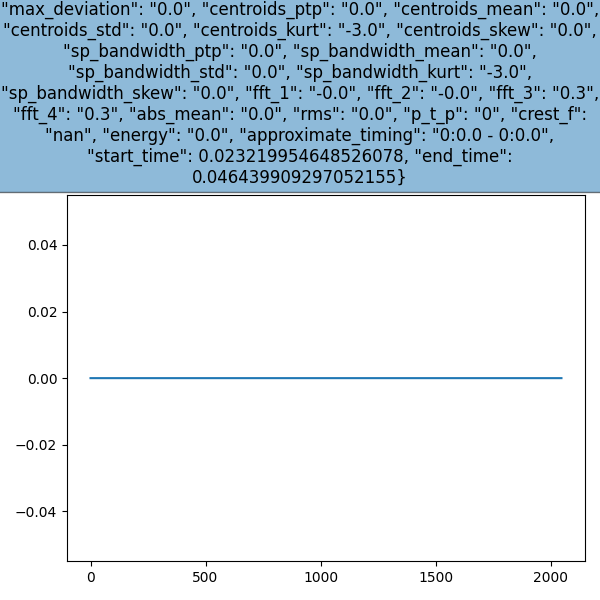 "max_deviation": "0.0", "centroids_ptp": "0.0", "centroids_mean": "0.0",
"centroids_std": "0.0", "centroids_kurt": "-3.0", "centroids_skew": "0.0",
"sp_bandwidth_ptp": "0.0", "sp_bandwidth_mean": "0.0",
"sp_bandwidth_std": "0.0", "sp_bandwidth_kurt": "-3.0",
"sp_bandwidth_skew": "0.0", "fft_1": "-0.0", "fft_2": "-0.0", "fft_3": "0.3",
"fft_4": "0.3", "abs_mean": "0.0", "rms": "0.0", "p_t_p": "0", "crest_f":
"nan", "energy": "0.0", "approximate_timing": "0:0.0 - 0:0.0",
"start_time": 0.023219954648526078, "end_time":
0.046439909297052155}
0.04
0.02
0.00
−0.02
−0.04
0 500 1000 1500 2000